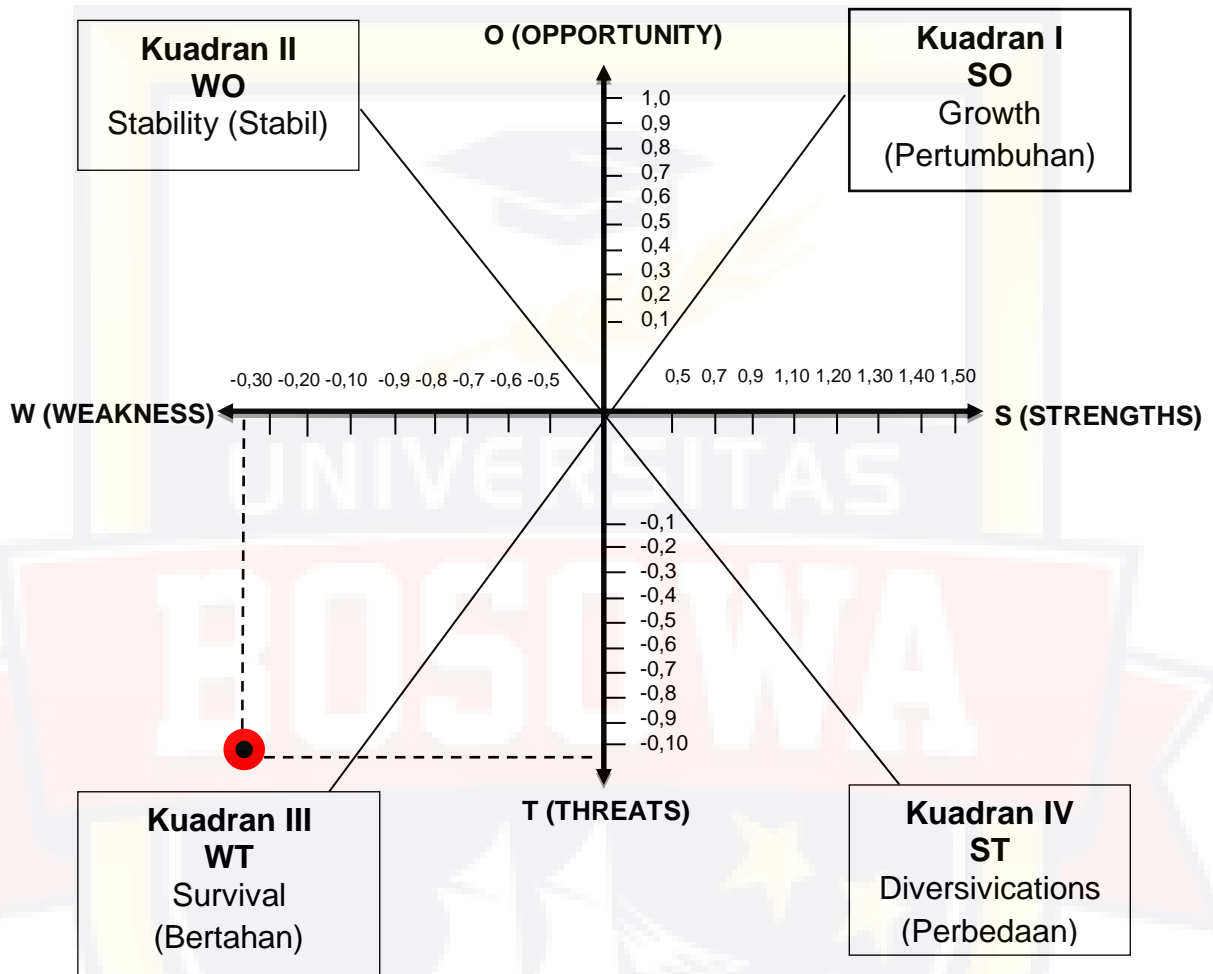 Kuadran II
WO
Stability (Stabil)
O (OPPORTUNITY)
Kuadran I
SO
Growth
(Pertumbuhan)
1,0
0,9
0,8
0,7
0,6
0,5
0,4
0,3
0,2
0,1
-0,30 -0,20 -0,10 -0,9 -0,8 -0,7 -0,6 -0,5
0,5 0,7 0,9 1,10 1,20 1,30 1,40 1,50
W (WEAKNESS)
S (STRENGTHS)
UNIVERSITAS
BOSOWA
-0,1
-0,2
-0,3
-0,4
-0,5
-0,6
-0,7
-0,8
-0,9
-0,10
T (THREATS)
Kuadran III
WT
Survival
(Bertahan)
Kuadran IV
ST
Diversivications
(Perbedaan)